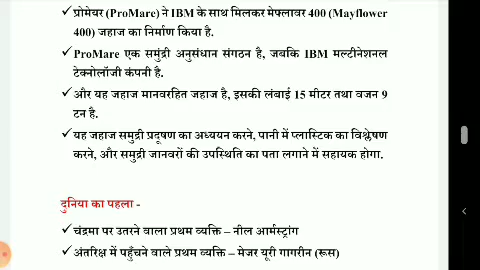 ✓प्रोमेयर (ProMare) ने IBM के साथ मिलकर मेफ्लावर 400 (Mayflower
400) जहाज का निर्माण किया है.
✓ProMare एक समुंद्री अनुसंधान संगठन है, जबकि IBM मल्टीनेशनल
टेक्नोलॉजी कंपनी है.
✓और यह जहाज मानवरहित जहाज है, इसकी लंबाई 15 मीटर तथा वजन 9
टन है.
✓यह जहाज समुद्री प्रदूषण का अध्ययन करने, पानी में प्लास्टिक का विश्लेषण
करने, और समुद्री जानवरों की उपस्थिति का पता लगाने में सहायक होगा.
दुनिया का पहला -
✓चंद्रमा पर उतरने वाला प्रथम व्यक्ति – नील आर्मस्ट्रांग
✓अंतरिक्ष में पहुँचने वाले प्रथम व्यक्ति – मेजर यूरी गागरीन (रूस)